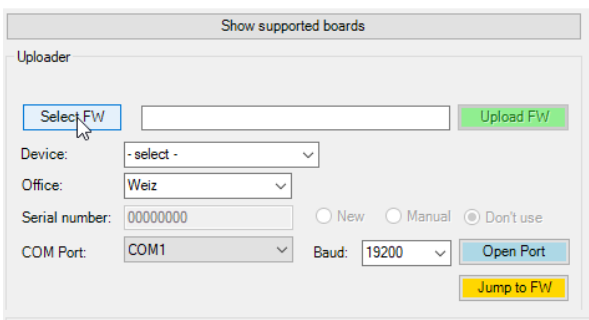 Show supported boards
Uploader
Select FW Upload FW
Device: - select -
Office: Weiz
Serial number: 00000000 New Manual Don't use
COM Port: COM1 Baud: 19200 Open Port
Jump to FW